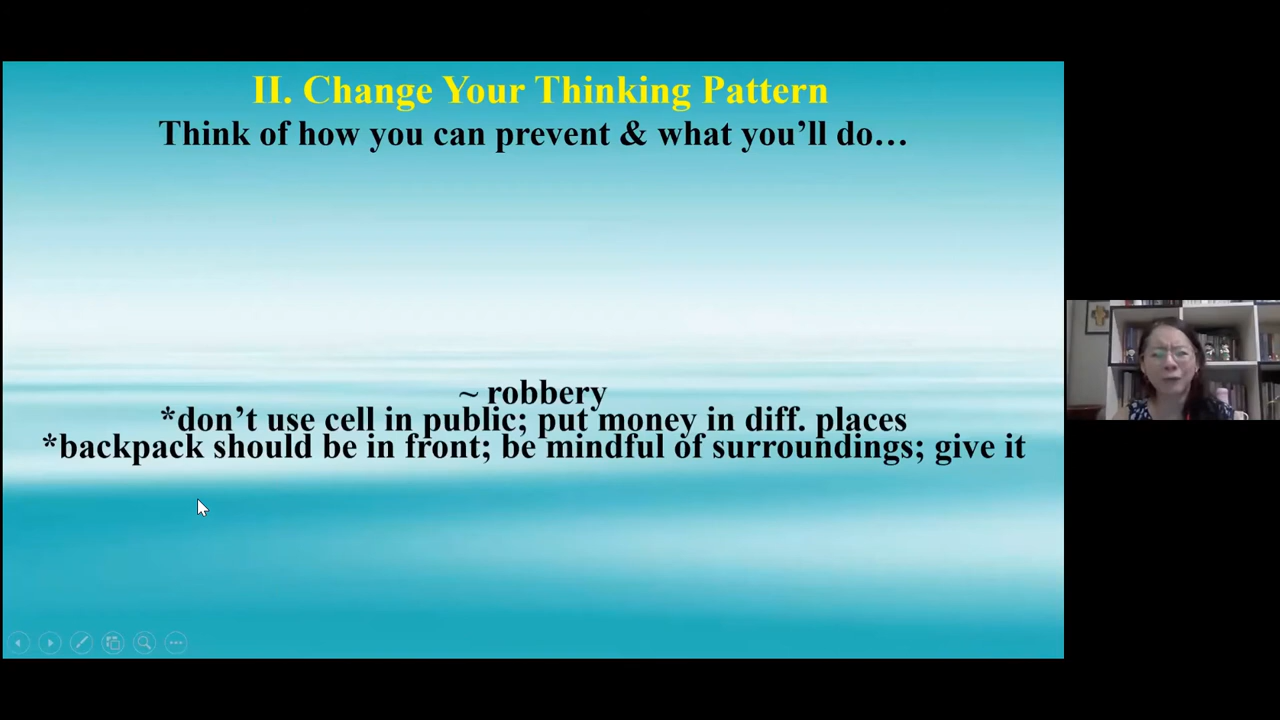 II. Change Your Thinking Pattern
Think of how you can prevent & what you’ll do…
~ robbery
*don’t use cell in public; put money in diff. places
*backpack should be in front; be mindful of surroundings; give it